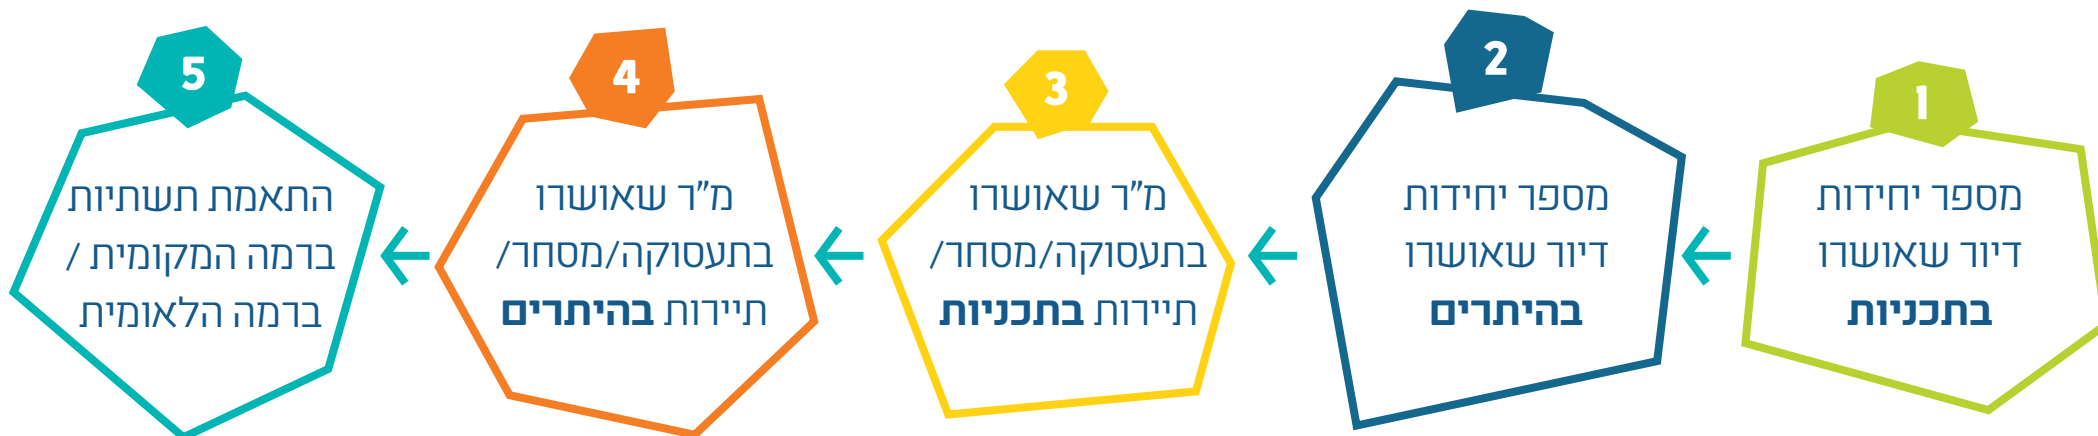 1
מספר יחידות
דיור שאושרו
בתכניות
2
מספר יחידות
דיור שאושרו
בהיתרים
3
מ"ר שאושרו
בתעסוקה/מסחר/
תיירות בתכניות
4
מ"ר שאושרו
בתעסוקה/מסחר/
תיירות בהיתרים
5
התאמת תשתיות
ברמה המקומית /
ברמה הלאומית